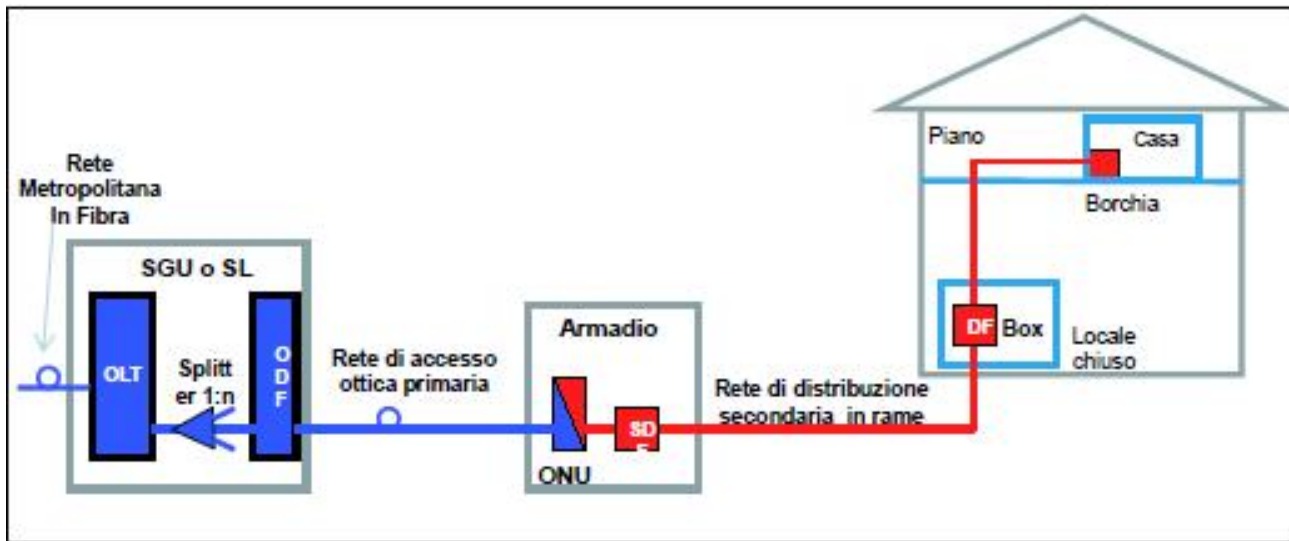 Rete
Metropolitana
In Fibra
SGU o SL
OLT
Splitt
er 1:n
O
D
F
Rete di accesso
ottica primaria
Armadio
ONU
Rete di distribuzione
secondaria in rame
Piano
Casa
Borchia
DF
Box
Locale
chiuso